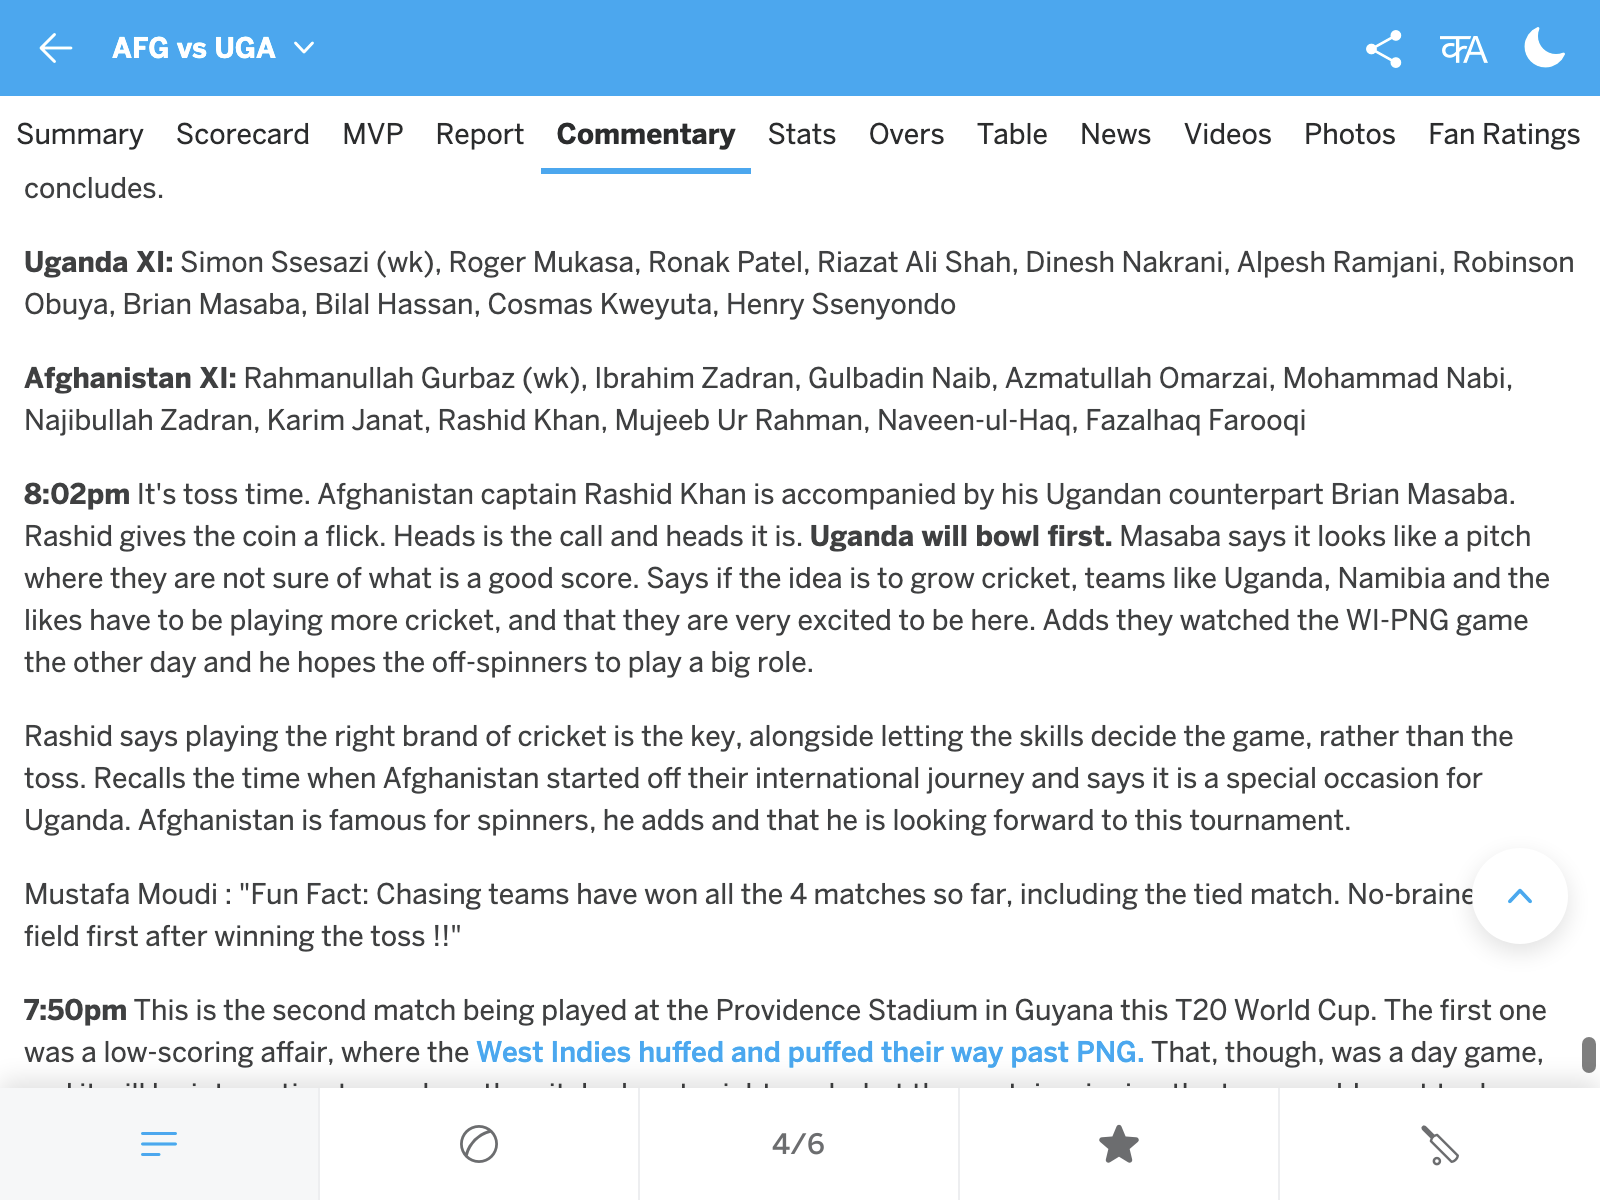 AFG vs UGA
कA
Summary Scorecard MVP Report Commentary Stats Overs Table News Videos Photos Fan Ratings
concludes.
Uganda XI: Simon Ssesazi (wk), Roger Mukasa, Ronak Patel, Riazat Ali Shah, Dinesh Nakrani, Alpesh Ramjani, Robinson
Obuya, Brian Masaba, Bilal Hassan, Cosmas Kweyuta, Henry Ssenyondo
Afghanistan XI: Rahmanullah Gurbaz (wk), Ibrahim Zadran, Gulbadin Naib, Azmatullah Omarzai, Mohammad Nabi,
Najibullah Zadran, Karim Janat, Rashid Khan, Mujeeb Ur Rahman, Naveen-ul-Haq, Fazalhaq Farooqi
8:02pm It's toss time. Afghanistan captain Rashid Khan is accompanied by his Ugandan counterpart Brian Masaba.
Rashid gives the coin a flick. Heads is the call and heads it is. Uganda will bowl first. Masaba says it looks like a pitch
where they are not sure of what is a good score. Says if the idea is to grow cricket, teams like Uganda, Namibia and the
likes have to be playing more cricket, and that they are very excited to be here. Adds they watched the WI-PNG game
the other day and he hopes the off-spinners to play a big role.
Rashid says playing the right brand of cricket is the key, alongside letting the skills decide the game, rather than the
toss. Recalls the time when Afghanistan started off their international journey and says it is a special occasion for
Uganda. Afghanistan is famous for spinners, he adds and that he is looking forward to this tournament.
Mustafa Moudi : "Fun Fact: Chasing teams have won all the 4 matches so far, including the tied match.
field first after winning the toss !!"
7:50pm This is the second match being played at the Providence Stadium in Guyana this T20 World Cup. The first one
was a low-scoring affair, where the West Indies huffed and puffed their way past PNG. That, though, was a day game,
4/6